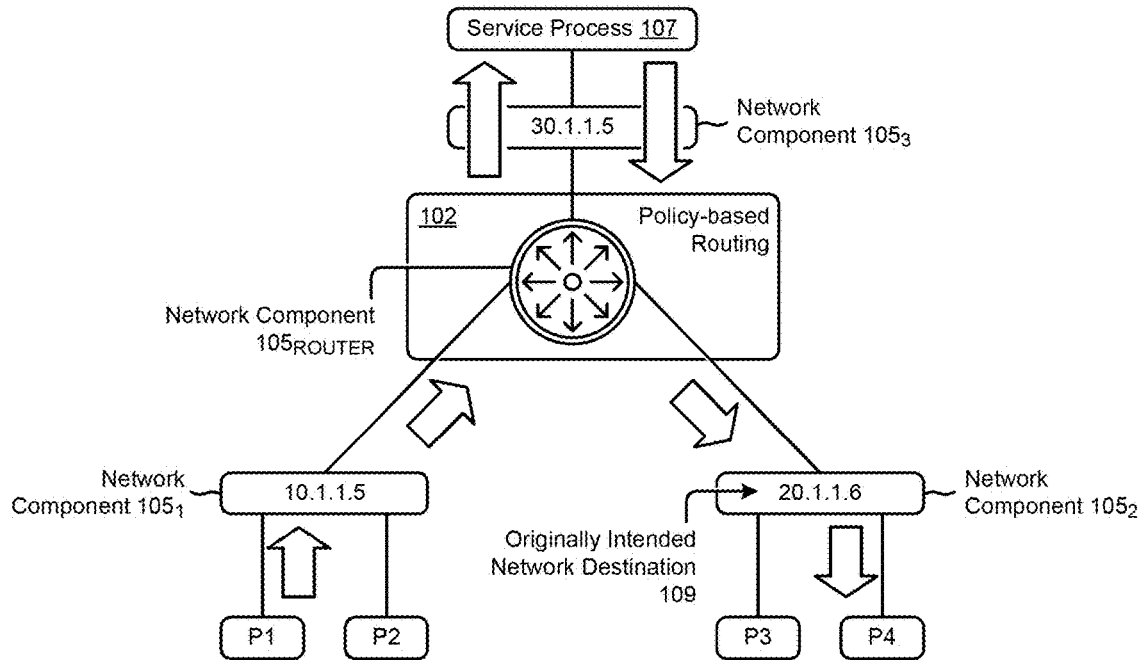 Service Process 107
30.1.1.5
Network
Component 105₃
102
Policy-based
Routing
Network Component
105ROUTER
Network
Component 105₁
10.1.1.5
20.1.1.6
Network
Component 105₂
Originally Intended
Network Destination
109
P1
P2
P3
P4